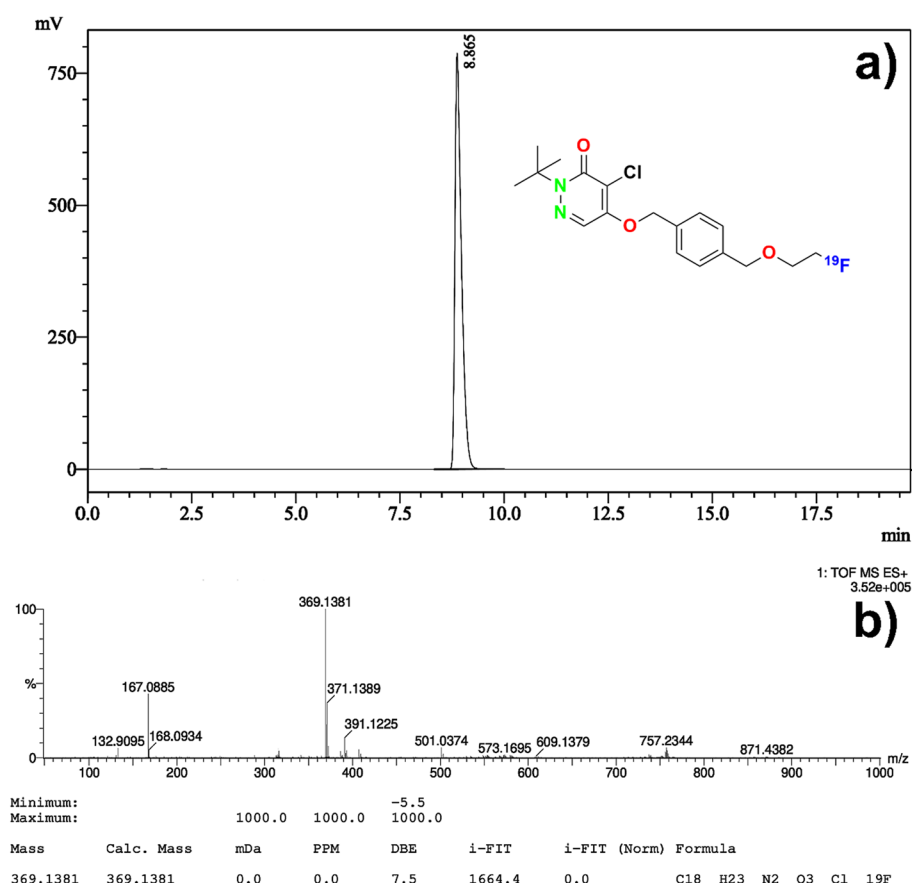 mV
a)
8.865
750
500
250
0
O
N
N
Cl
O
O
19F
0.0 2.5 5.0 7.5 10.0 12.5 15.0 17.5
min
1: TOF MS ES+
3.52e+005
b)
100
%
0
369.1381
167.0885
371.1389
391.1225
132.9095
168.0934
501.0374
573.1695
609.1379
757.2344
871.4382
100 200 300 400 500 600 700 800 900 1000
m/z
Minimum: -5.5
Maximum: 1000.0 1000.0 1000.0
Mass Calc. Mass mDa PPM DBE i-FIT i-FIT (Norm) Formula
369.1381 369.1381 0.0 0.0 7.5 1664.4 0.0 C18 H23 N2 O3 Cl 19F